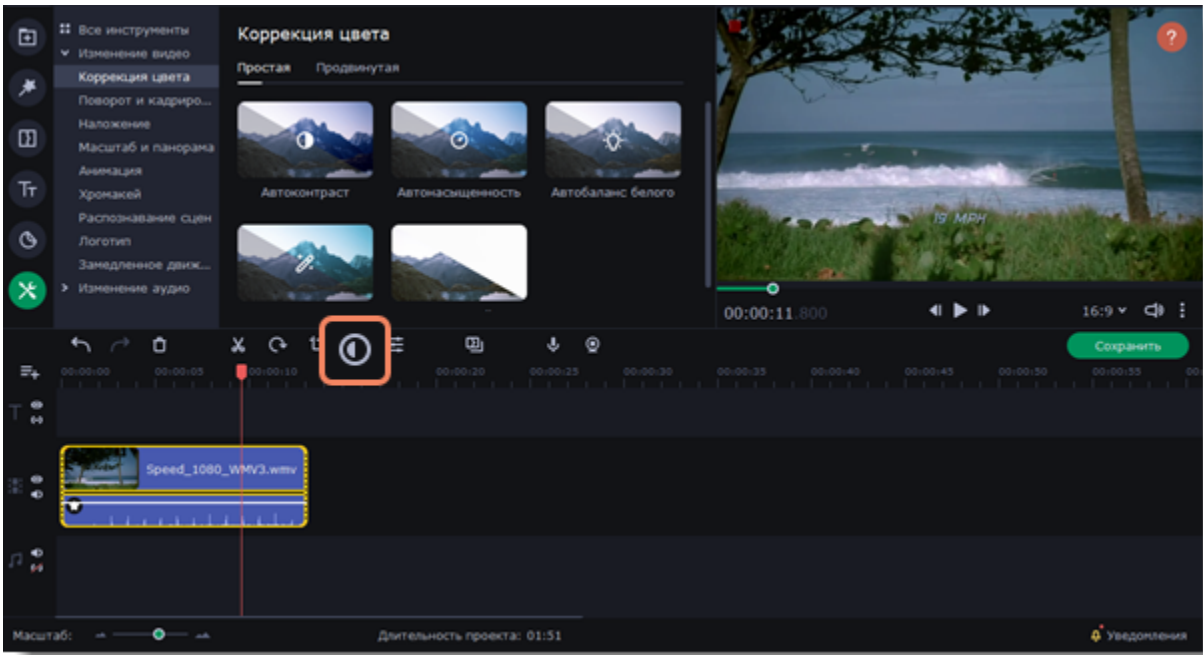 Все инструменты
Изменение видео
Коррекция цвета
Поворот и кадриро...
Наложение
Масштаб и панорама
Анимация
Хромакей
Распознавание сцен
Логотип
Замедленное движ...
Изменение аудио
Коррекция цвета
Простая Продвинутая
Автоконтраст Автонасыщенность Автобаланс белого
19 MPH
?
00:00:11.800
16:9
Сохранить
00:00:00 00:00:05 00:00:10 00:00:20 00:00:25 00:00:30 00:00:35 00:00:40 00:00:45 00:00:50 00:00:55 00:
Speed_1080_WMV3.wmv
Масштаб:
Длительность проекта: 01:51
Уведомления